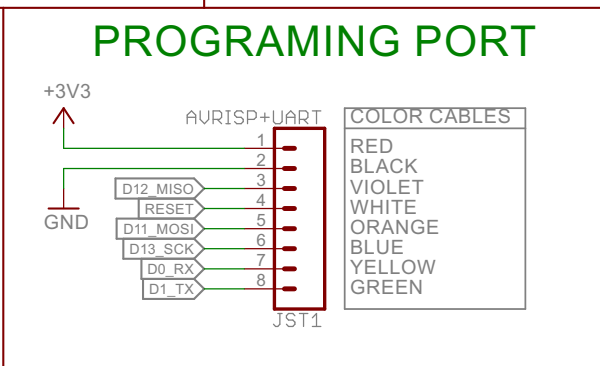 PROGRAMING PORT
+3V3
AVRISP+UART
COLOR CABLES
1
RED
2
BLACK
D12_MISO
3
VIOLET
RESET
4
WHITE
GND
D11_MOSI
5
ORANGE
D13_SCK
6
BLUE
D0_RX
7
YELLOW
D1_TX
8
GREEN
JST1